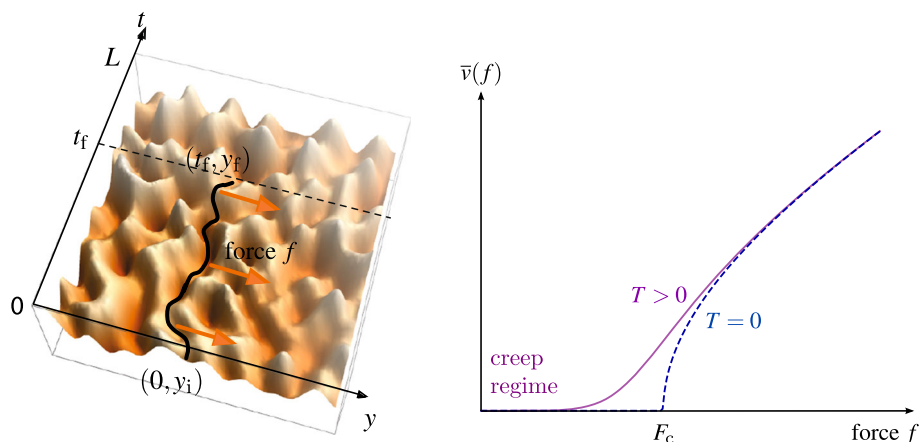 t
L
t_f
(t_f, y_f)
force f
0
(0, y_i)
y
v̅(f)
T > 0
T = 0
creep
regime
F_c
force f